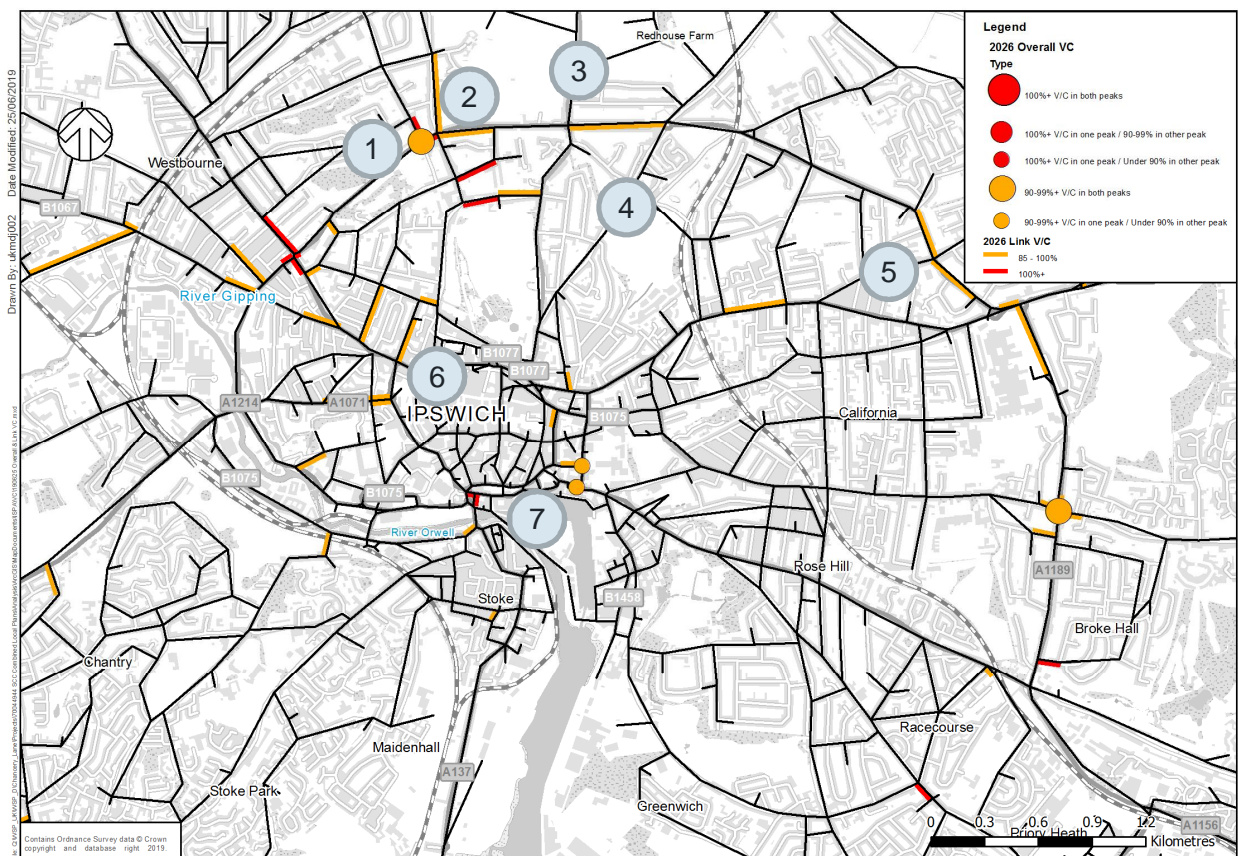 Redhouse Farm
Legend
2026 Overall VC
Type
100%+ V/C in both peaks
100%+ V/C in one peak / 90-99% in other peak
100%+ V/C in one peak / Under 90% in other peak
90-99%+ V/C in both peaks
90-99%+ V/C in one peak / Under 90% in other peak
2026 Link V/C
85 - 100%
100%+
3
2
1
Westbourne
4
B1067
5
River Gipping
B1077
B1077
6
A1214
A1071
IPSWICH
B1075
California
B1075
B1075
7
River Orwell
Rose Hill
A1189
Stoke
B1458
Broke Hall
Chantry
Racecourse
Maidenhall
A137
Stoke Park
Greenwich
0 0.3 0.6 0.9 1.2
Kilometres
Priory Heath
A1156
Contains Ordnance Survey data © Crown
copyright and database right 2019.
Drawn By: ukmdj002 Date Modified: 25/06/2019